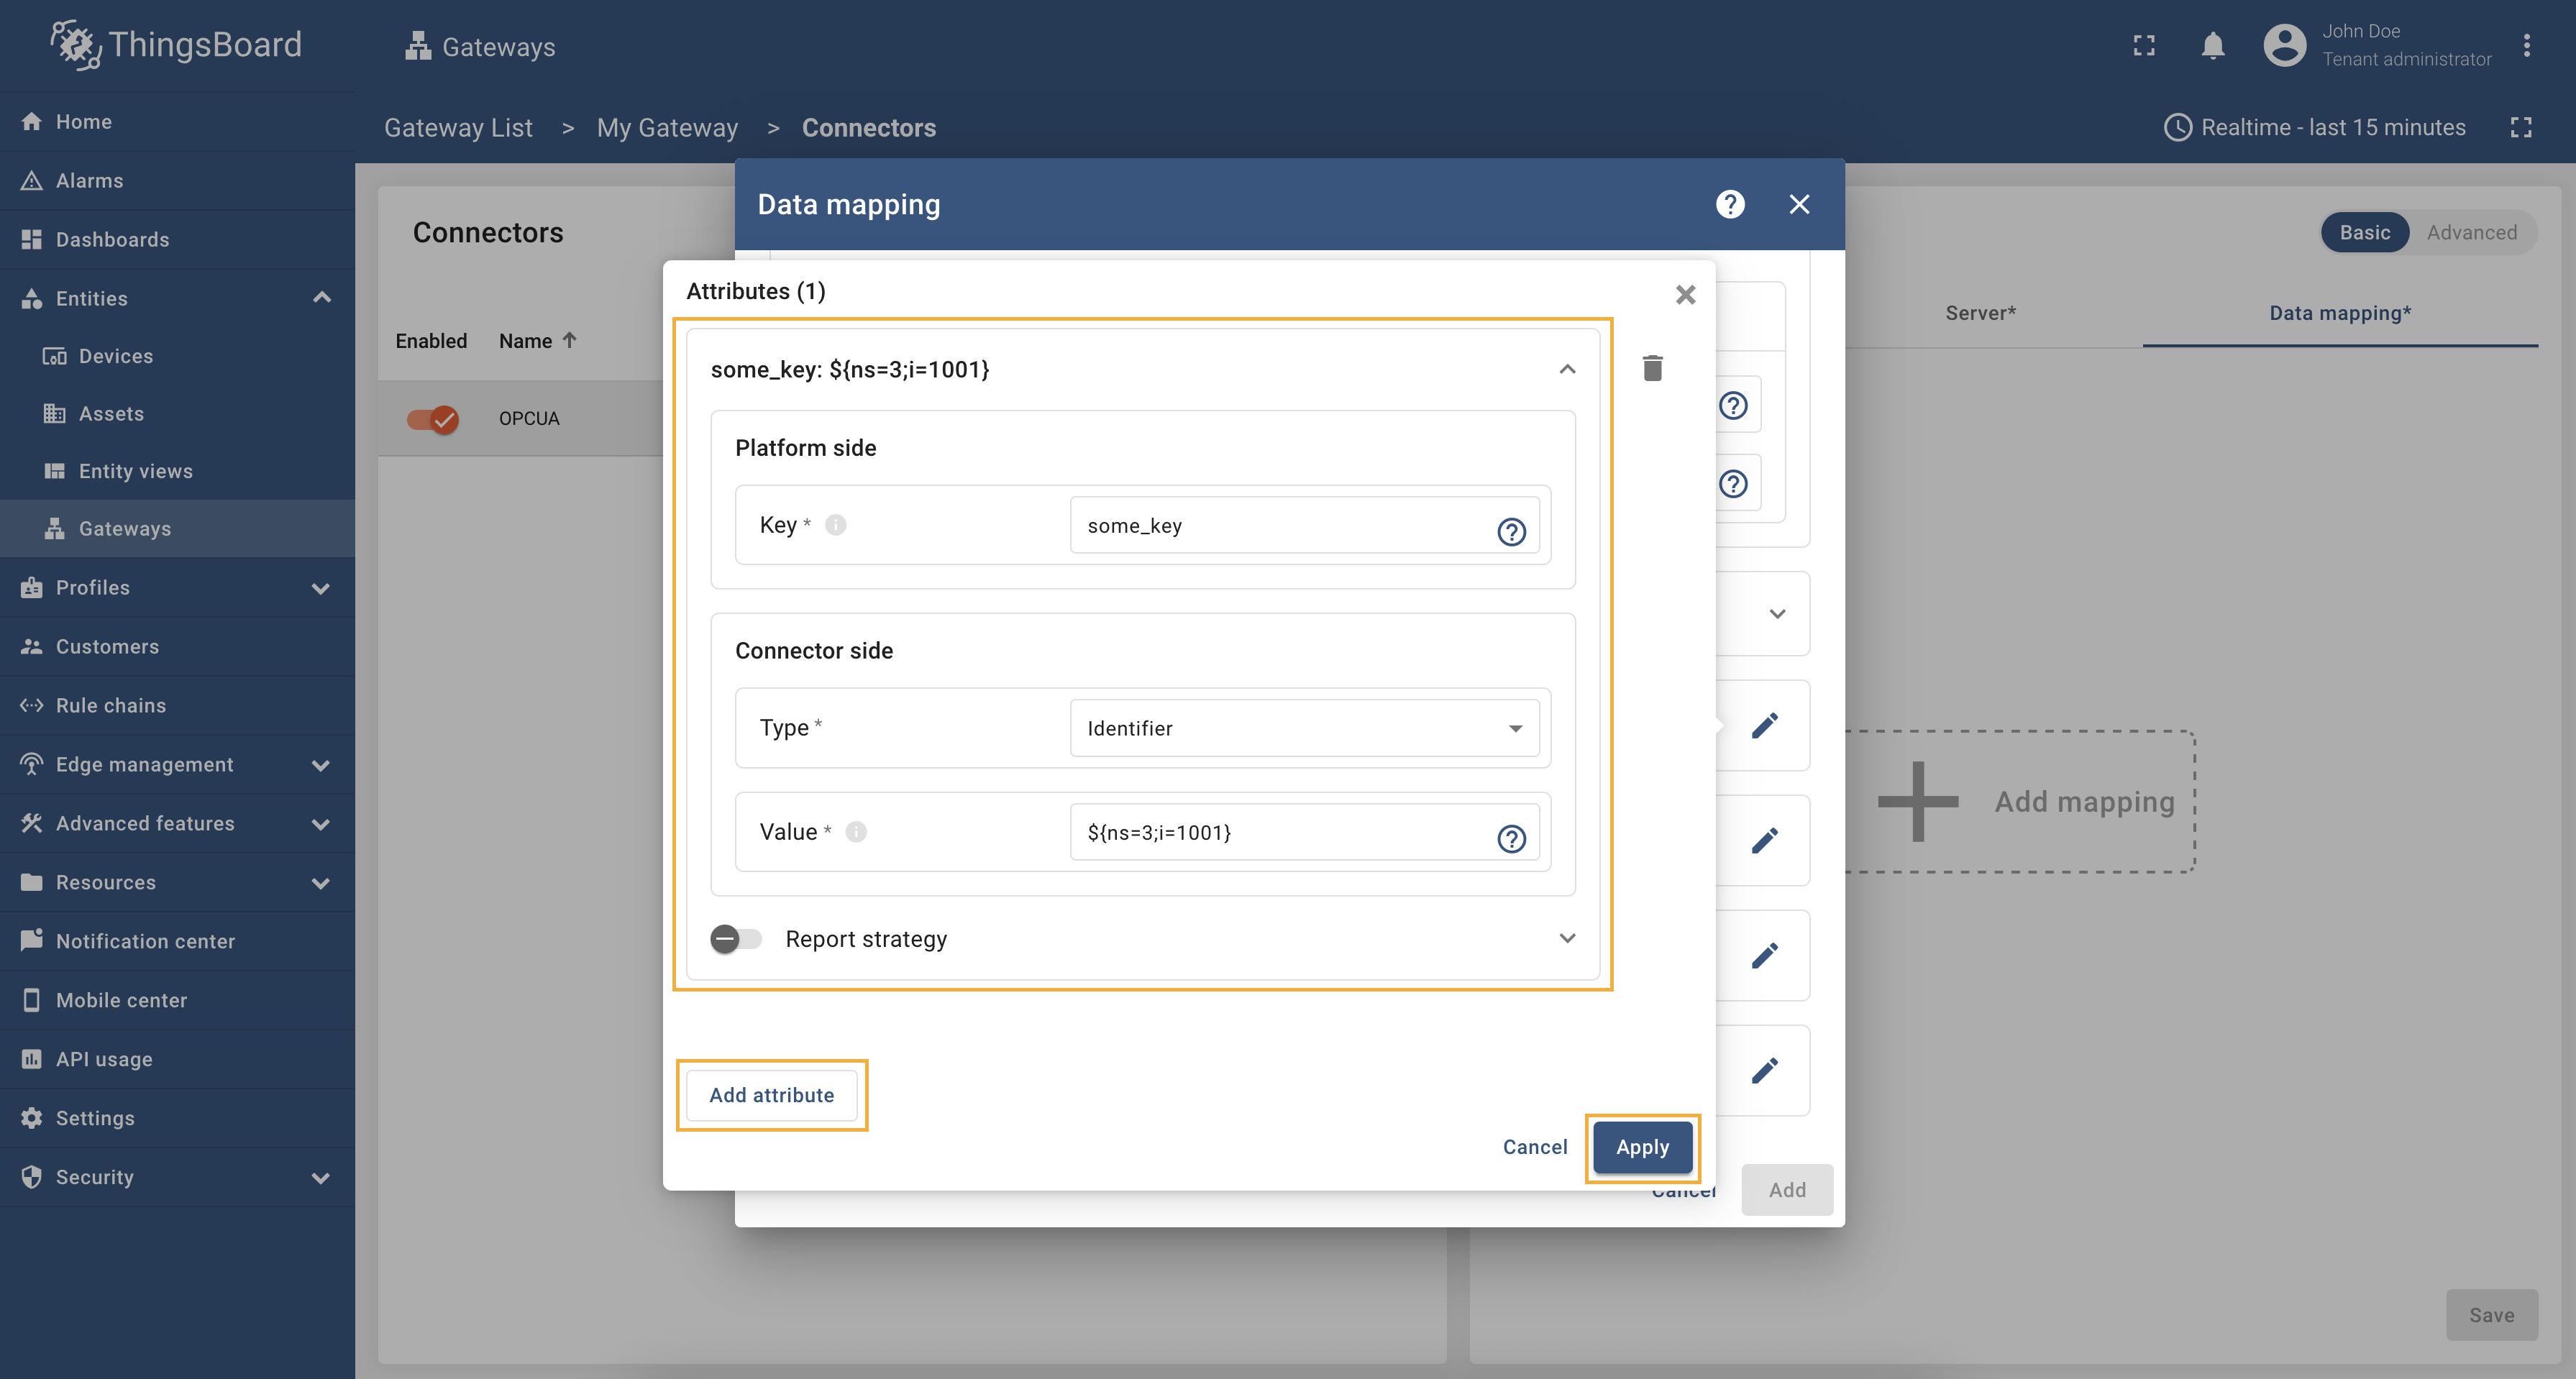 ThingsBoard
Gateways
John Doe
Tenant administrator
Gateway List > My Gateway > Connectors
Realtime - last 15 minutes
Home
Alarms
Dashboards
Entities
Devices
Assets
Entity views
Gateways
Profiles
Customers
Rule chains
Edge management
Advanced features
Resources
Notification center
Mobile center
API usage
Settings
Security
Connectors
Enabled Name
OPCUA
Data mapping
Attributes (1)
some_key: ${ns=3;i=1001}
Platform side
Key * some_key
Connector side
Type * Identifier
Value * ${ns=3;i=1001}
Report strategy
Add attribute
Cancel Apply
Cancel Add
Basic Advanced
Server* Data mapping*
Add mapping
Save